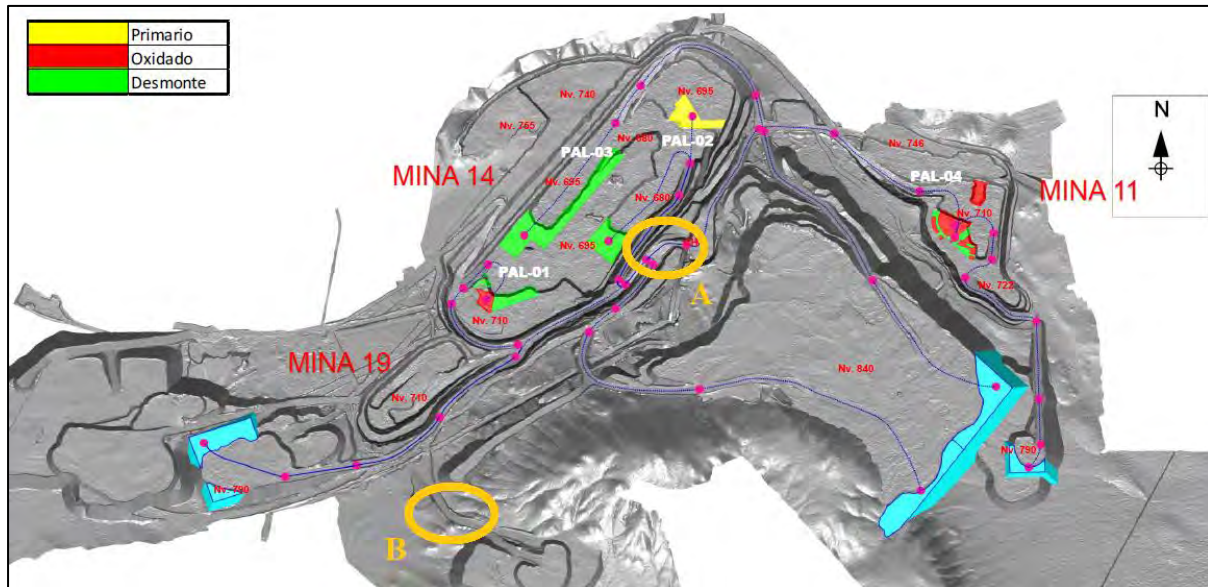 Primario
Oxidado
Desmonte
N
Nv. 740
Nv. 695
Nv. 755
Nv. 680
PAL-02
PAL-03
Nv. 746
MINA 14
PAL-04
MINA 11
Nv. 695
Nv. 680
Nv. 710
Nv. 695
PAL-01
A
Nv. 722
Nv. 710
MINA 19
Nv. 840
Nv. 710
Nv. 790
Nv. 790
B